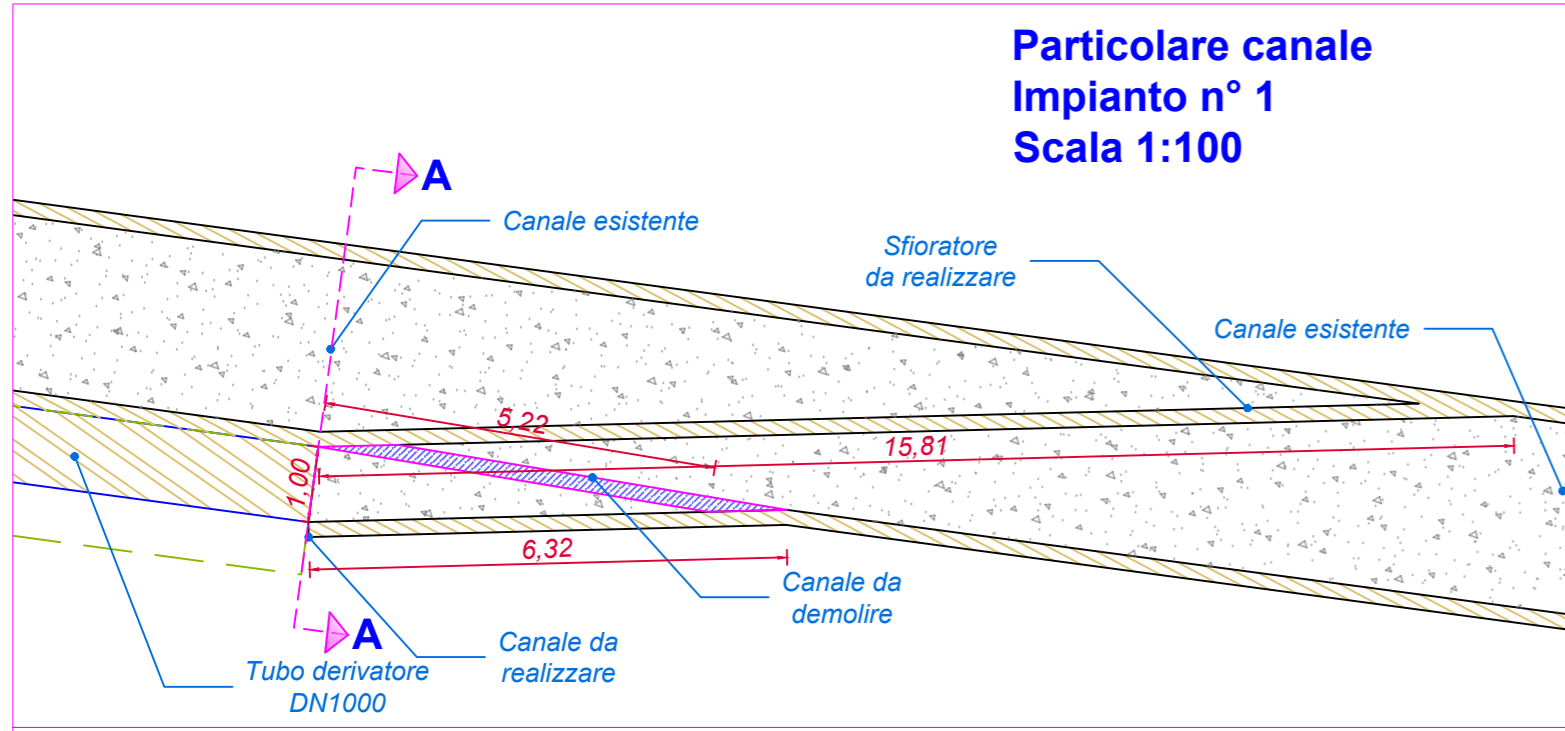 Particolare canale
Impianto n° 1
Scala 1:100
A
Canale esistente
Sfioratore
da realizzare
Canale esistente
5,22
15,81
1,00
6,32
Canale da
demolire
A
Canale da
realizzare
Tubo derivatore
DN1000